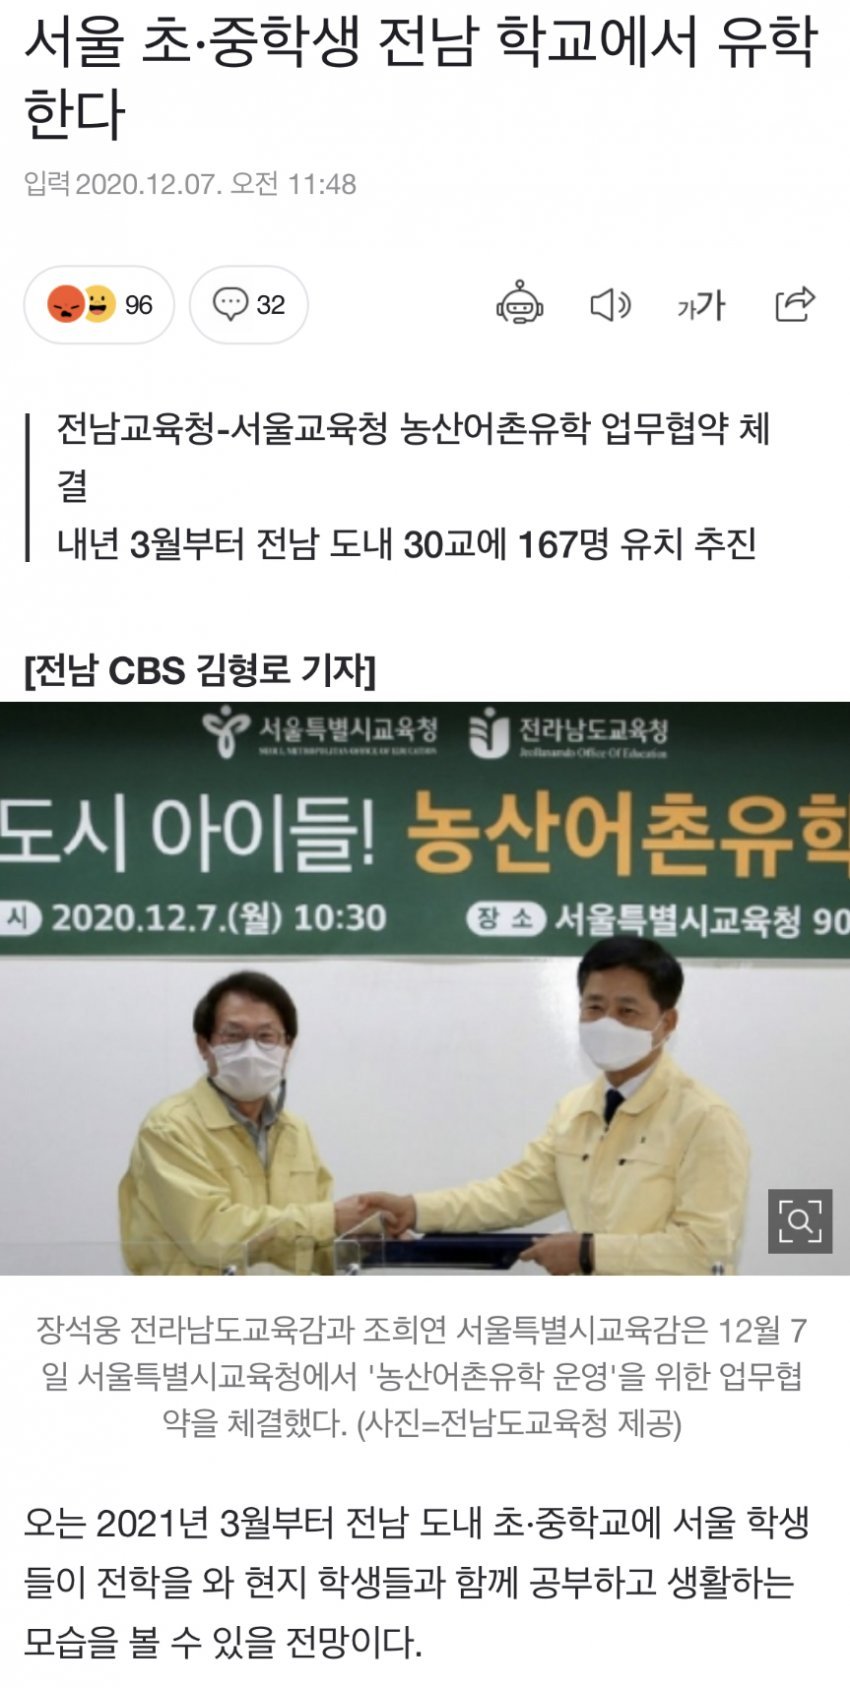 서울 초·중학생 전남 학교에서 유학
한다
입력 2020.12.07. 오전 11:48
96
32
가가
전남교육청-서울교육청 농산어촌유학 업무협약 체
결
내년 3월부터 전남 도내 30교에 167명 유치 추진
[전남 CBS 김형로 기자]
서울특별시교육청
SEOUL METROPOLITAN OFFICE OF EDUCATION
전라남도교육청
Jeollanamdo Office Of Education
도시 아이들! 농산어촌유학
시 2020.12.7.(월) 10:30
장 소 서울특별시교육청 90
장석웅 전라남도교육감과 조희연 서울특별시교육감은 12월 7
일 서울특별시교육청에서 '농산어촌유학 운영'을 위한 업무협
약을 체결했다. (사진=전남도교육청 제공)
오는 2021년 3월부터 전남 도내 초·중학교에 서울 학생
들이 전학을 와 현지 학생들과 함께 공부하고 생활하는
모습을 볼 수 있을 전망이다.